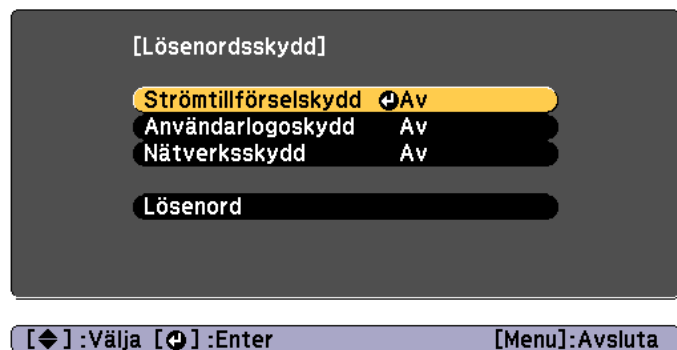 [Lösenordsskydd]
Strömtillförselskydd Av
Användarlogoskydd Av
Nätverksskydd Av
Lösenord
[ ] :Välja [ ] :Enter [Menu]:Avsluta